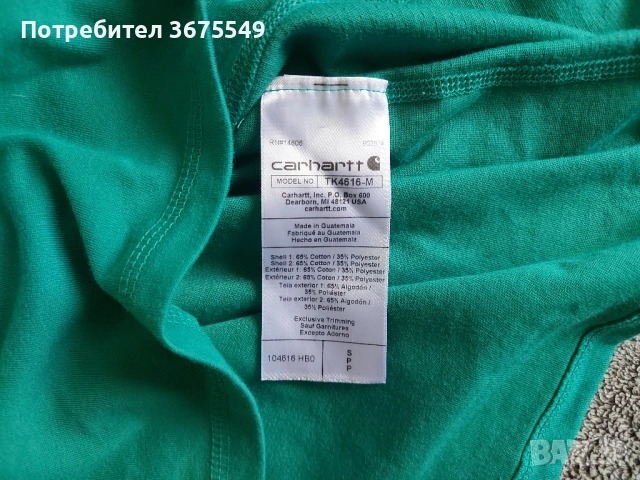 Потребител 3675549
RN#14806
carhartt
MODEL-NO TK4616-M
Carhartt, Inc. P.O. Box 600
Dearborn, MI 48121 USA
carhartt.com
Made in Guatemala
Fabriqué au Guatemala
Hecho en Guatemala
Shell 1: 65% Cotton / 35% Polyester
Shell 2: 65% Cotton / 35% Polyester
Extérieur 1: 65% Coton / 35% Polyester
Extérieur 2: 65% Coton / 35% Polyester
Tela exterior 1: 65% Algodón /
35% Poliéster
Tela exterior 2: 65% Algodón /
35% Poliéster
Exclusive Trimming
Sauf Garnitures
Excepto Adorno
104616 HB0
S
P
P